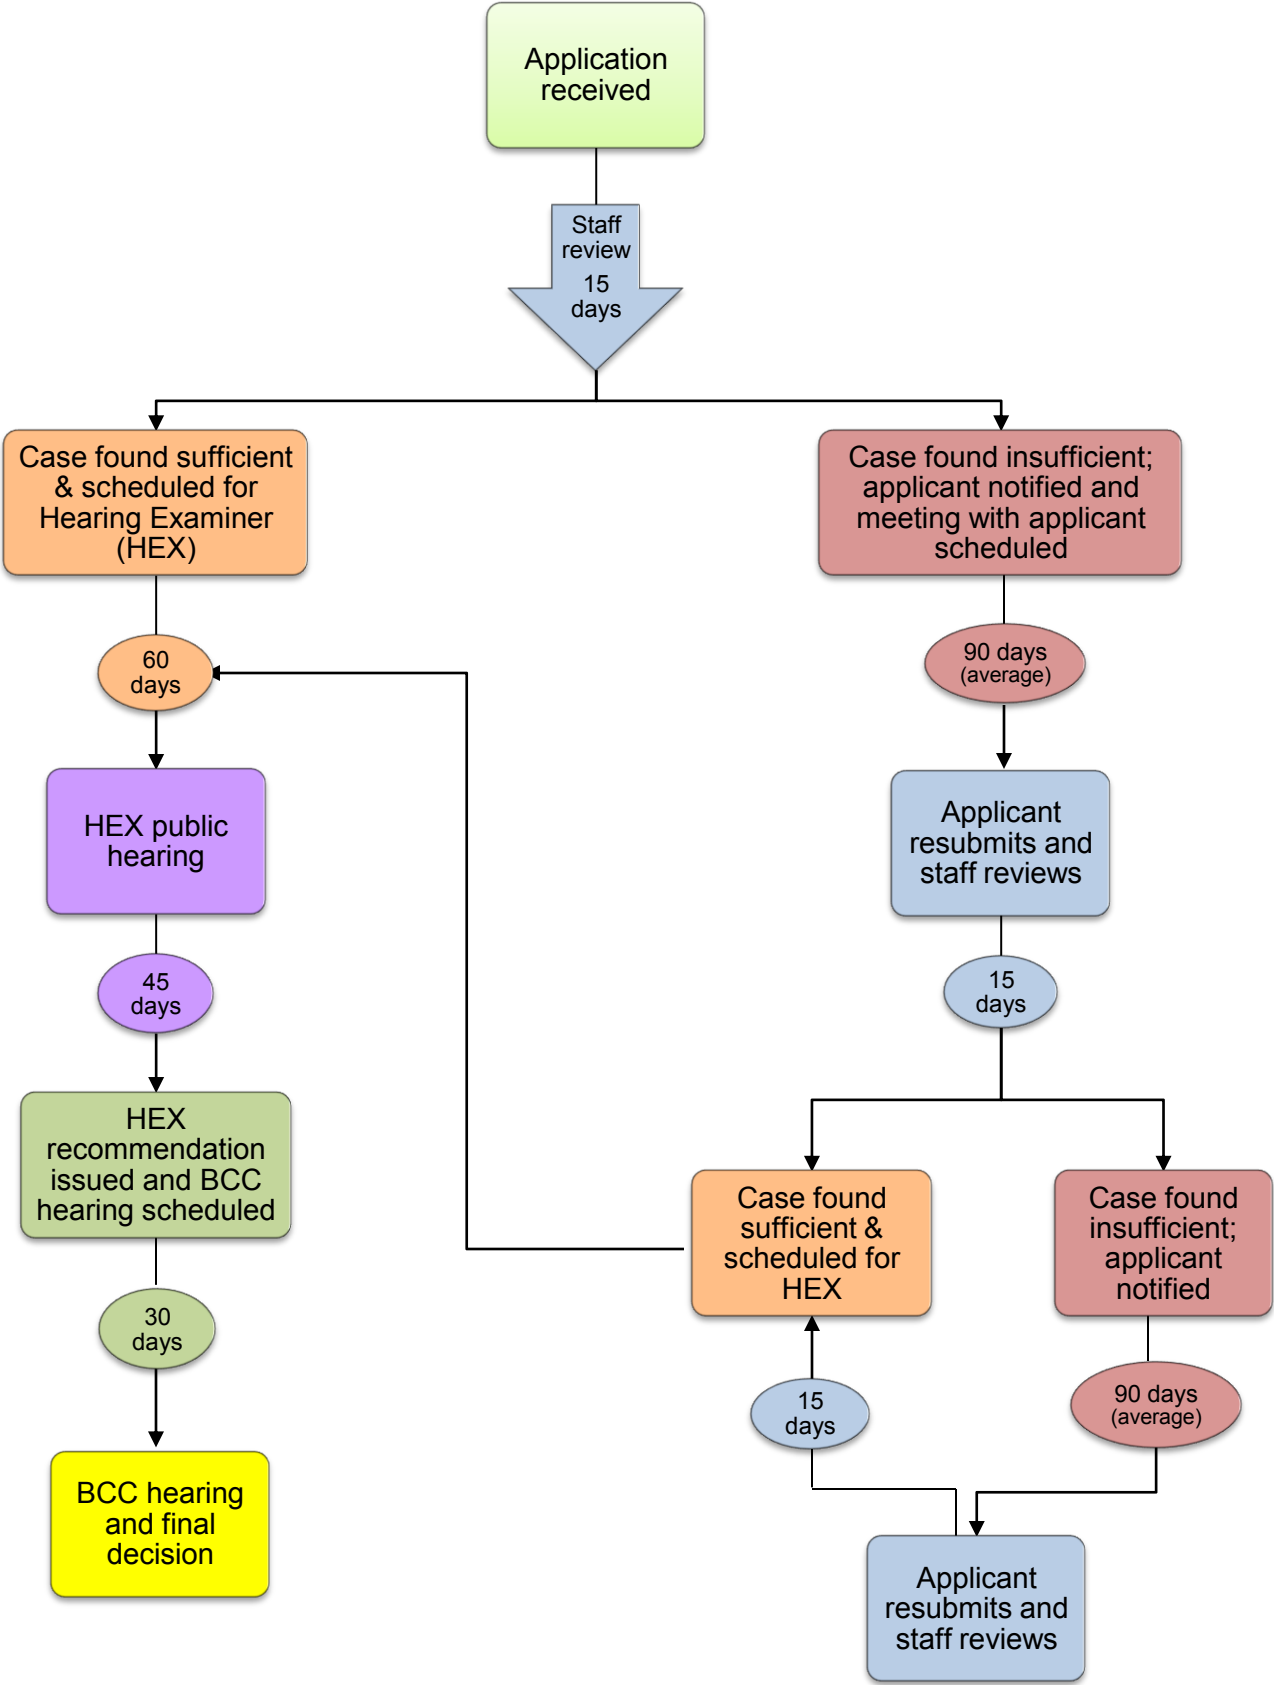 Application
received
Staff
review
15
days
Case found sufficient
& scheduled for
Hearing Examiner
(HEX)
60
days
HEX public
hearing
45
days
HEX
recommendation
issued and BCC
hearing scheduled
30
days
BCC hearing
and final
decision
Case found insufficient;
applicant notified and
meeting with applicant
scheduled
90 days
(average)
Applicant
resubmits and
staff reviews
15
days
Case found
sufficient &
scheduled for
HEX
15
days
Case found
insufficient;
applicant
notified
90 days
(average)
Applicant
resubmits and
staff reviews